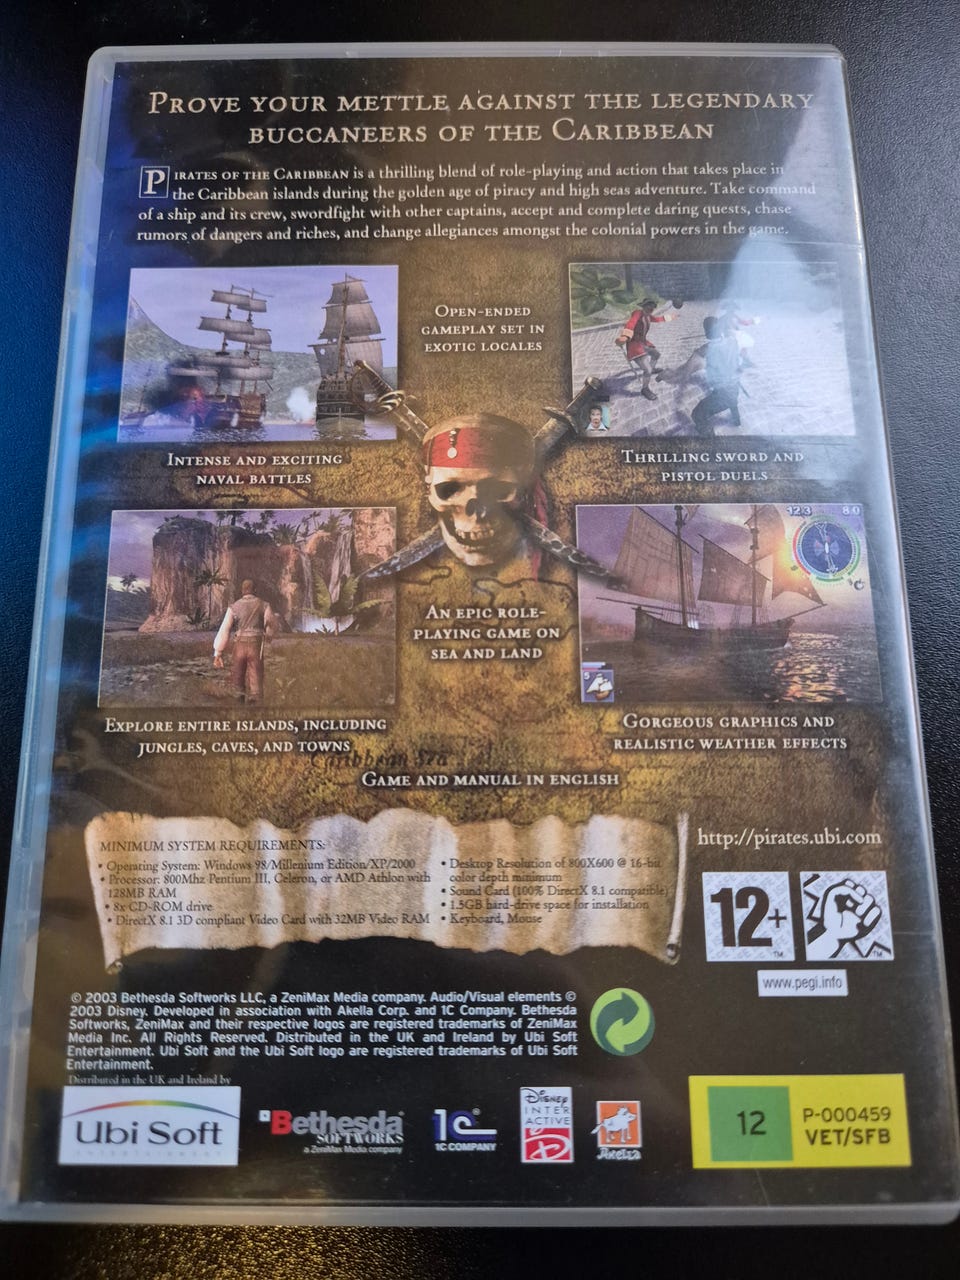 PROVE YOUR METTLE AGAINST THE LEGENDARY
BUCCANEERS OF THE CARIBBEAN
PIRATES OF THE CARIBBEAN is a thrilling blend of role-playing and action that takes place in
the Caribbean islands during the golden age of piracy and high seas adventure. Take command
of a ship and its crew, swordfight with other captains, accept and complete daring quests, chase
rumors of dangers and riches, and change allegiances amongst the colonial powers in the game.
OPEN-ENDED
GAMEPLAY SET IN
EXOTIC LOCALES
INTENSE AND EXCITING
NAVAL BATTLES
THRILLING SWORD AND
PISTOL DUELS
12.3 8.0
5
AN EPIC ROLE-
PLAYING GAME ON
SEA AND LAND
EXPLORE ENTIRE ISLANDS, INCLUDING
JUNGLES, CAVES, AND TOWNS
GORGEOUS GRAPHICS AND
REALISTIC WEATHER EFFECTS
Caribbean Sea
GAME AND MANUAL IN ENGLISH
MINIMUM SYSTEM REQUIREMENTS:
• Operating System: Windows 98/Millenium Edition/XP/2000
• Processor: 800Mhz Pentium III, Celeron, or AMD Athlon with
128MB RAM
• 8x CD-ROM drive
• DirectX 8.1 3D compliant Video Card with 32MB Video RAM
• Desktop Resolution of 800X600 @ 16-bit
color depth minimum
• Sound Card (100% DirectX 8.1 compatible)
• 1.5GB hard-drive space for installation
• Keyboard, Mouse
http://pirates.ubi.com
12+ TM
TM
www.pegi.info
© 2003 Bethesda Softworks LLC, a ZeniMax Media company. Audio/Visual elements ©
2003 Disney. Developed in association with Akella Corp. and 1C Company. Bethesda
Softworks, ZeniMax and their respective logos are registered trademarks of ZeniMax
Media Inc. All Rights Reserved. Distributed in the UK and Ireland by Ubi Soft
Entertainment. Ubi Soft and the Ubi Soft logo are registered trademarks of Ubi Soft
Entertainment.
Distributed in the UK and Ireland by
Ubi Soft
ENTERTAINMENT
Bethesda
SOFTWORKS
a ZeniMax Media company
1C®
1C COMPANY
DISNEY
INTER
ACTIVE
D
Akella
12
P-000459
VET/SFB